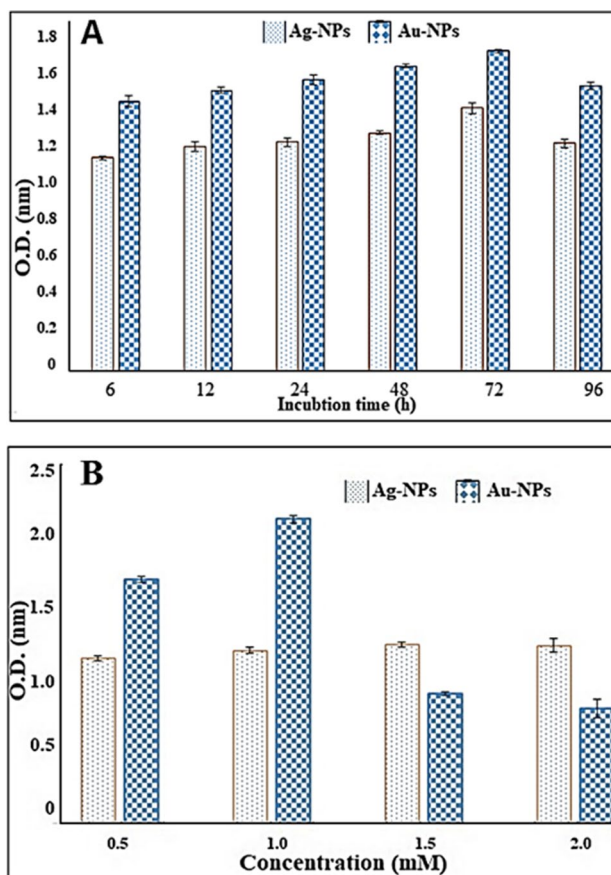 A
Ag-NPs Au-NPs
1.8
1.6
1.4
1.2
1.0
0.8
0.6
0.4
0.2
0
O.D. (nm)
6 12 24 48 72 96
Incubtion time (h)
B
Ag-NPs Au-NPs
2.5
2.0
1.5
1.0
0.5
0
O.D. (nm)
0.5 1.0 1.5 2.0
Concentration (mM)